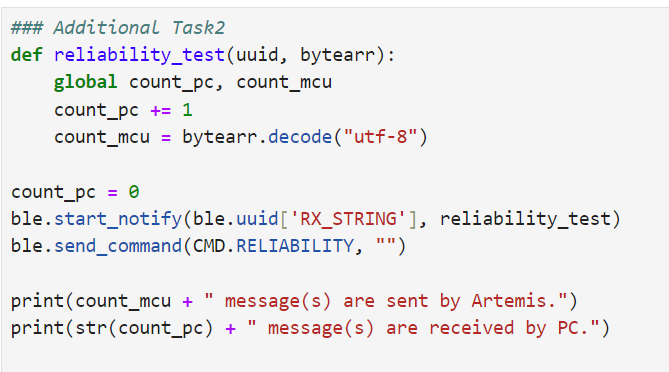 ### Additional Task2
def reliability_test(uuid, bytearr):
    global count_pc, count_mcu
    count_pc += 1
    count_mcu = bytearr.decode("utf-8")

count_pc = 0
ble.start_notify(ble.uuid['RX_STRING'], reliability_test)
ble.send_command(CMD.RELIABILITY, "")

print(count_mcu + " message(s) are sent by Artemis.")
print(str(count_pc) + " message(s) are received by PC.")